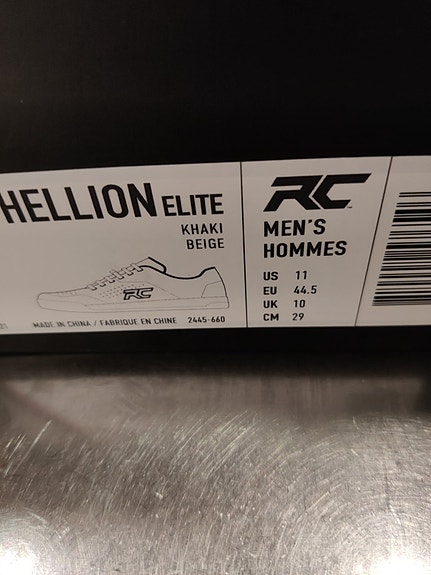 HELLION ELITE
KHAKI
BEIGE
RC
MADE IN CHINA / FABRIQUE EN CHINE 2445-660
RC
MEN'S
HOMMES
US 11
EU 44.5
UK 10
CM 29